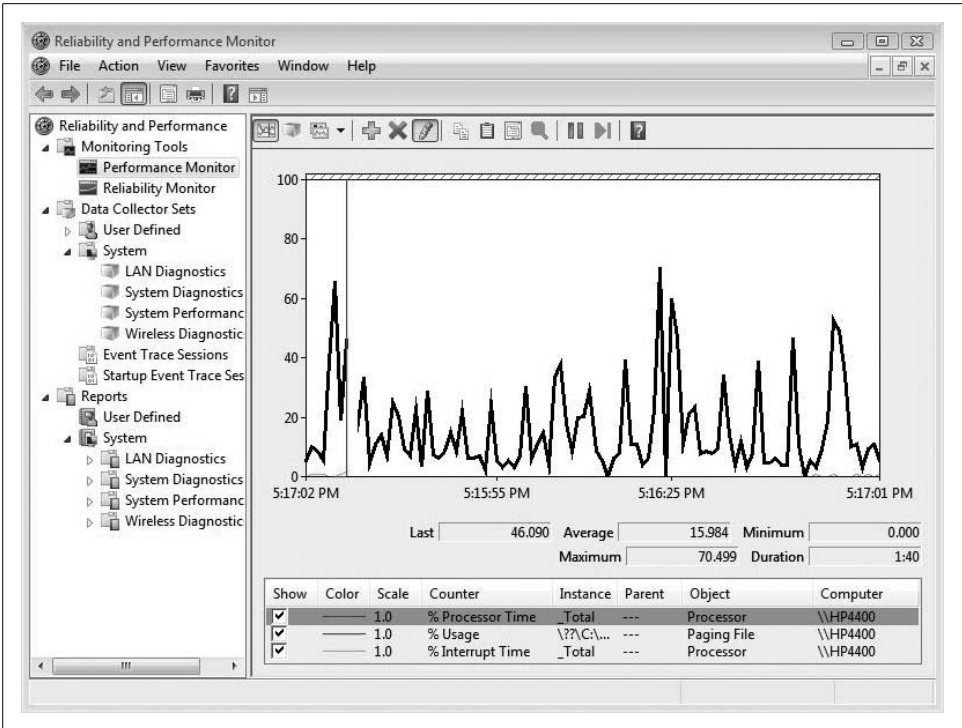 Reliability and Performance Monitor
File Action View Favorites Window Help
Reliability and Performance
Monitoring Tools
Performance Monitor
Reliability Monitor
Data Collector Sets
User Defined
System
LAN Diagnostics
System Diagnostics
System Performanc
Wireless Diagnostic
Event Trace Sessions
Startup Event Trace Ses
Reports
User Defined
System
LAN Diagnostics
System Diagnostics
System Performanc
Wireless Diagnostic
100
80
60
40
20
0
5:17:02 PM 5:15:55 PM 5:16:25 PM 5:17:01 PM
Last 46.090 Average 15.984 Minimum 0.000
Maximum 70.499 Duration 1:40
Show Color Scale Counter Instance Parent Object Computer
1.0 % Processor Time _Total --- Processor \\HP4400
1.0 % Usage \??\C:\... --- Paging File \\HP4400
1.0 % Interrupt Time _Total --- Processor \\HP4400